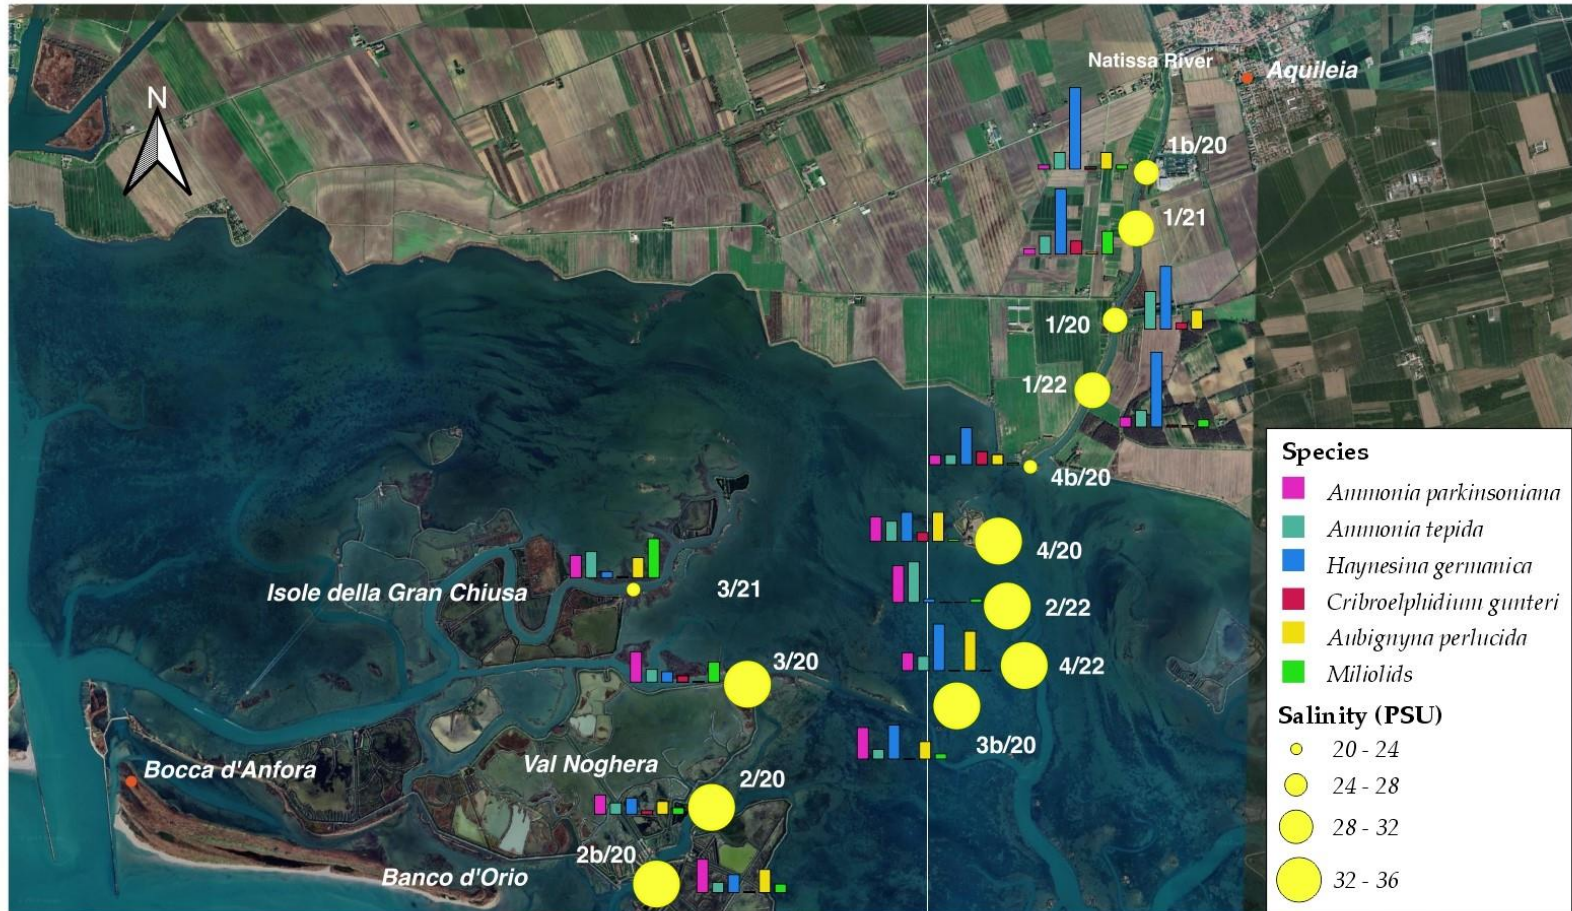 N
Natissa River
Aquileia
1b/20
1/21
1/20
1/22
4b/20
4/20
Isole della Gran Chiusa
3/21
2/22
3/20
4/22
3b/20
Bocca d'Anfora
Val Noghera
2/20
2b/20
Banco d'Orio
Species
Ammonia parkinsoniana
Ammonia tepida
Haynesina germanica
Cribroelphidium gunteri
Aubignyna perlucida
Miliolids
Salinity (PSU)
20 - 24
24 - 28
28 - 32
32 - 36